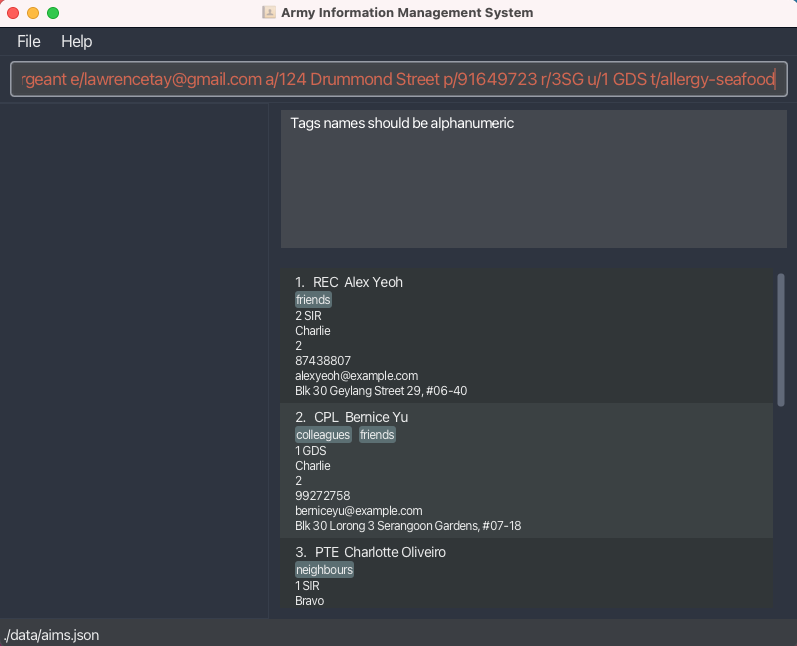 Army Information Management System
File Help
rgeant e/lawrencetay@gmail.com a/124 Drummond Street p/91649723 r/3SG u/1 GDS t/allergy-seafood
Tags names should be alphanumeric
1. REC Alex Yeoh
friends
2 SIR
Charlie
2
87438807
alexyeoh@example.com
Blk 30 Geylang Street 29, #06-40
2. CPL Bernice Yu
colleagues friends
1 GDS
Charlie
2
99272758
berniceyu@example.com
Blk 30 Lorong 3 Serangoon Gardens, #07-18
3. PTE Charlotte Oliveiro
neighbours
1 SIR
Bravo
./data/aims.json